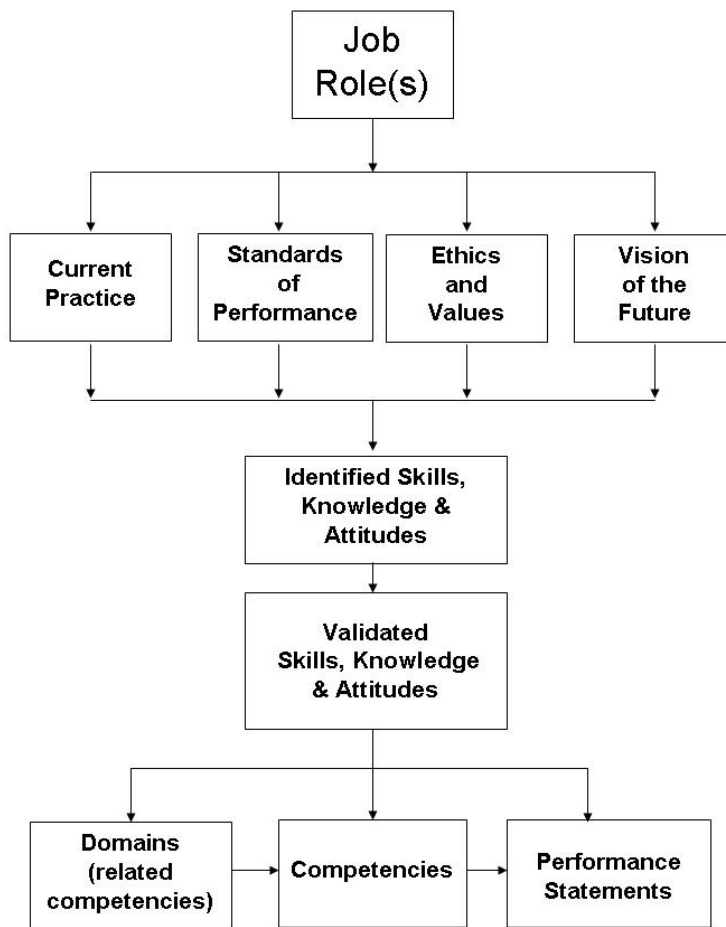 Job
Role(s)
Current
Practice
Standards
of
Performance
Ethics
and
Values
Vision
of the
Future
Identified Skills,
Knowledge &
Attitudes
Validated
Skills, Knowledge
& Attitudes
Domains
(related
competencies)
Competencies
Performance
Statements